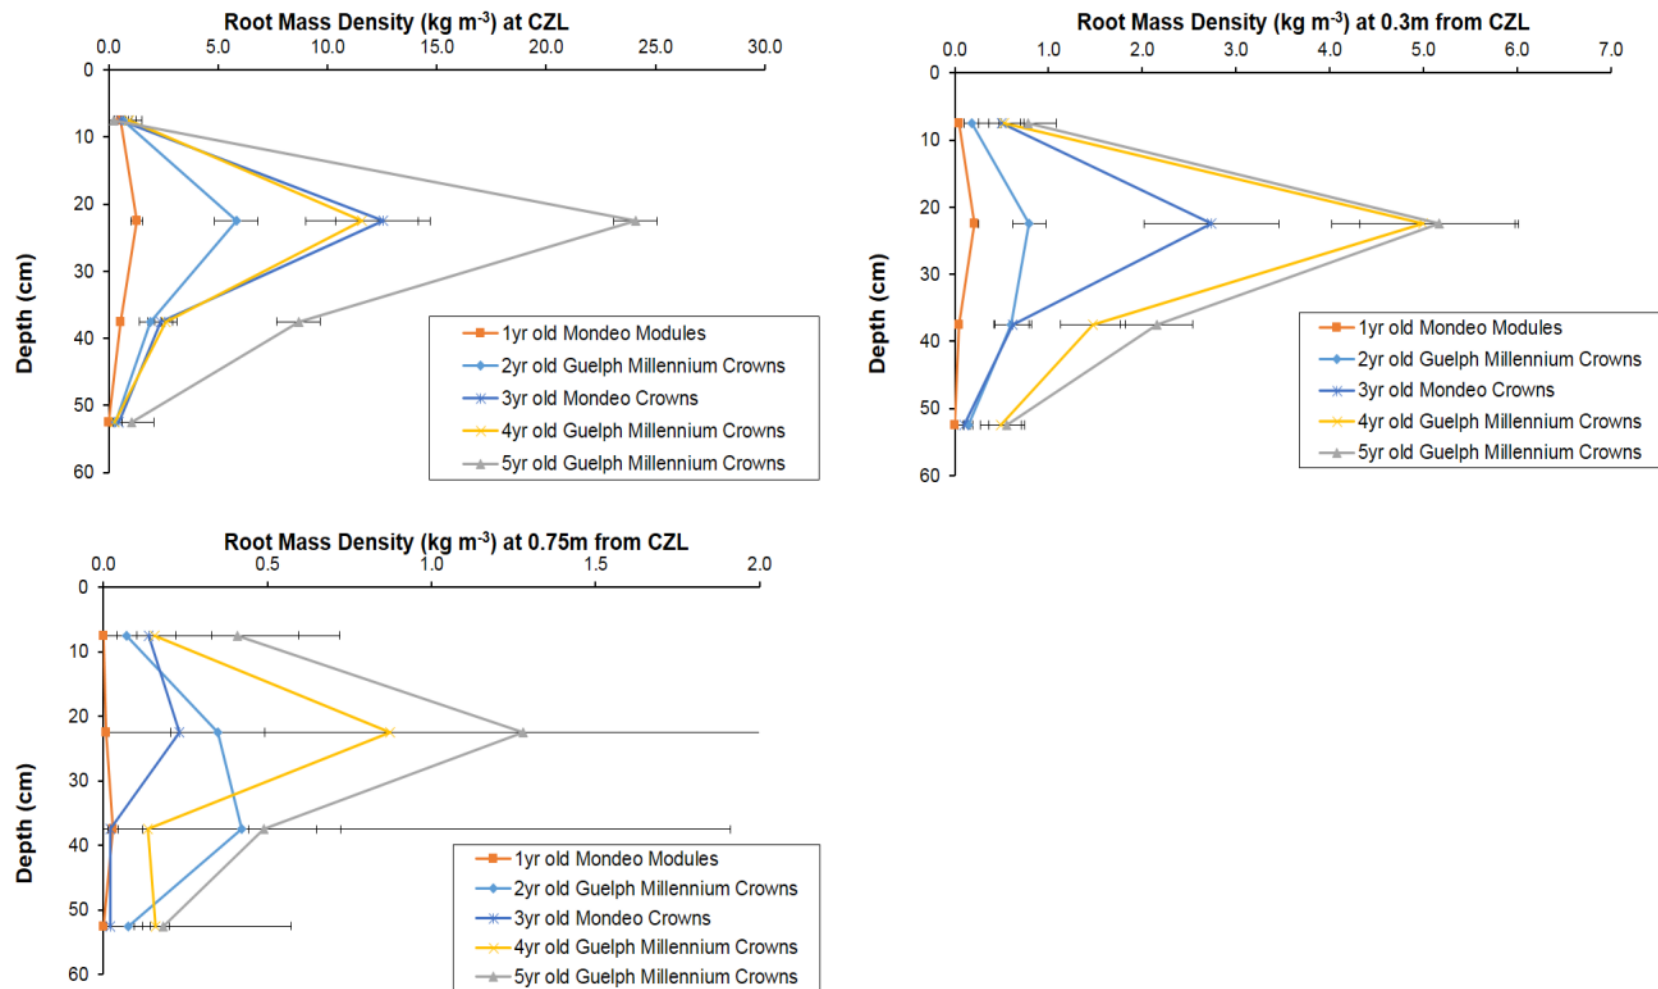 Root Mass Density (kg m⁻³) at CZL
0.0 5.0 10.0 15.0 20.0 25.0 30.0
0
10
20
30
40
50
60
Depth (cm)
1yr old Mondeo Modules
2yr old Guelph Millennium Crowns
3yr old Mondeo Crowns
4yr old Guelph Millennium Crowns
5yr old Guelph Millennium Crowns
Root Mass Density (kg m⁻³) at 0.3m from CZL
0.0 1.0 2.0 3.0 4.0 5.0 6.0 7.0
0
10
20
30
40
50
60
Depth (cm)
1yr old Mondeo Modules
2yr old Guelph Millennium Crowns
3yr old Mondeo Crowns
4yr old Guelph Millennium Crowns
5yr old Guelph Millennium Crowns
Root Mass Density (kg m⁻³) at 0.75m from CZL
0.0 0.5 1.0 1.5 2.0
0
10
20
30
40
50
60
Depth (cm)
1yr old Mondeo Modules
2yr old Guelph Millennium Crowns
3yr old Mondeo Crowns
4yr old Guelph Millennium Crowns
5yr old Guelph Millennium Crowns